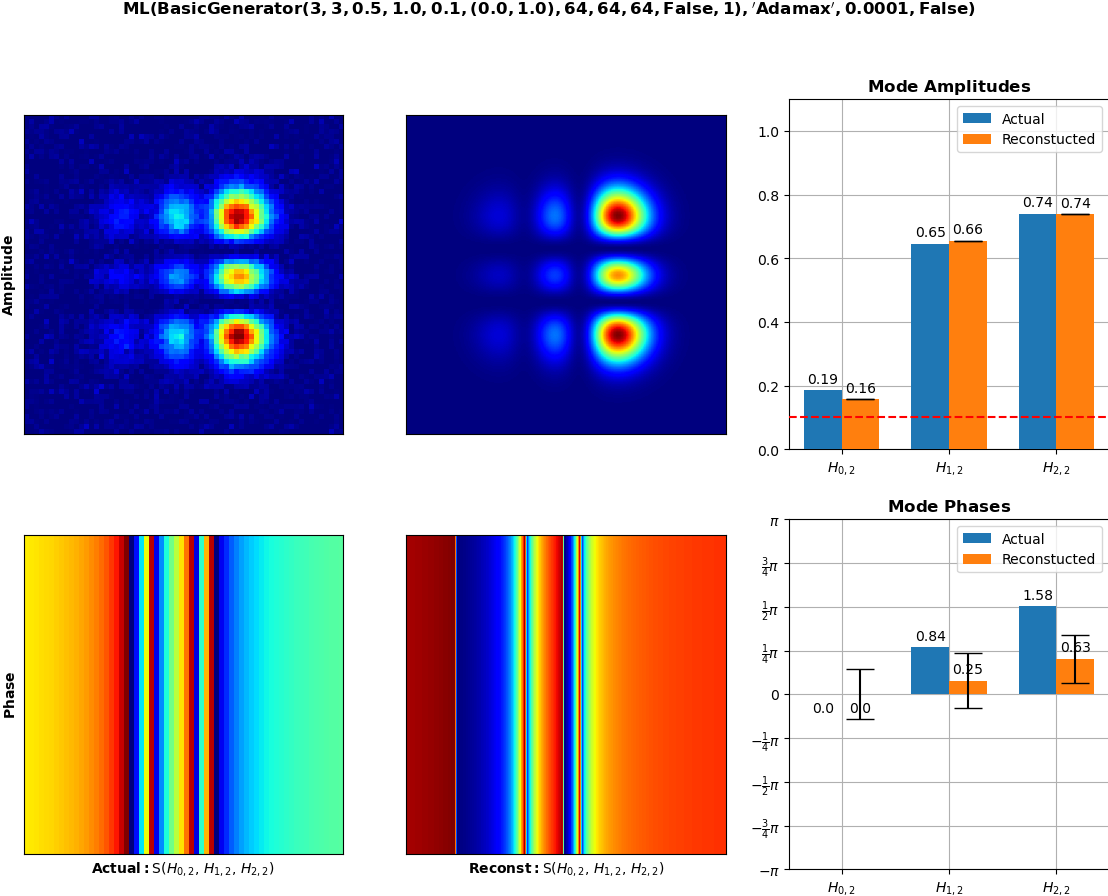 ML(BasicGenerator(3, 3, 0.5, 1.0, 0.1, (0.0, 1.0), 64, 64, 64, False, 1), ′Adamax′, 0.0001, False)
Amplitude
Mode Amplitudes
Actual
Reconstucted
1.0
0.8
0.6
0.4
0.2
0.0
0.19
0.16
0.65
0.66
0.74
0.74
H0, 2
H1, 2
H2, 2
Phase
Actual: S(H0, 2, H1, 2, H2, 2)
Reconst: S(H0, 2, H1, 2, H2, 2)
Mode Phases
Actual
Reconstucted
π
3/4π
1/2π
1/4π
0
−1/4π
−1/2π
−3/4π
−π
0.0
0.0
0.84
0.25
1.58
0.63
H0, 2
H1, 2
H2, 2